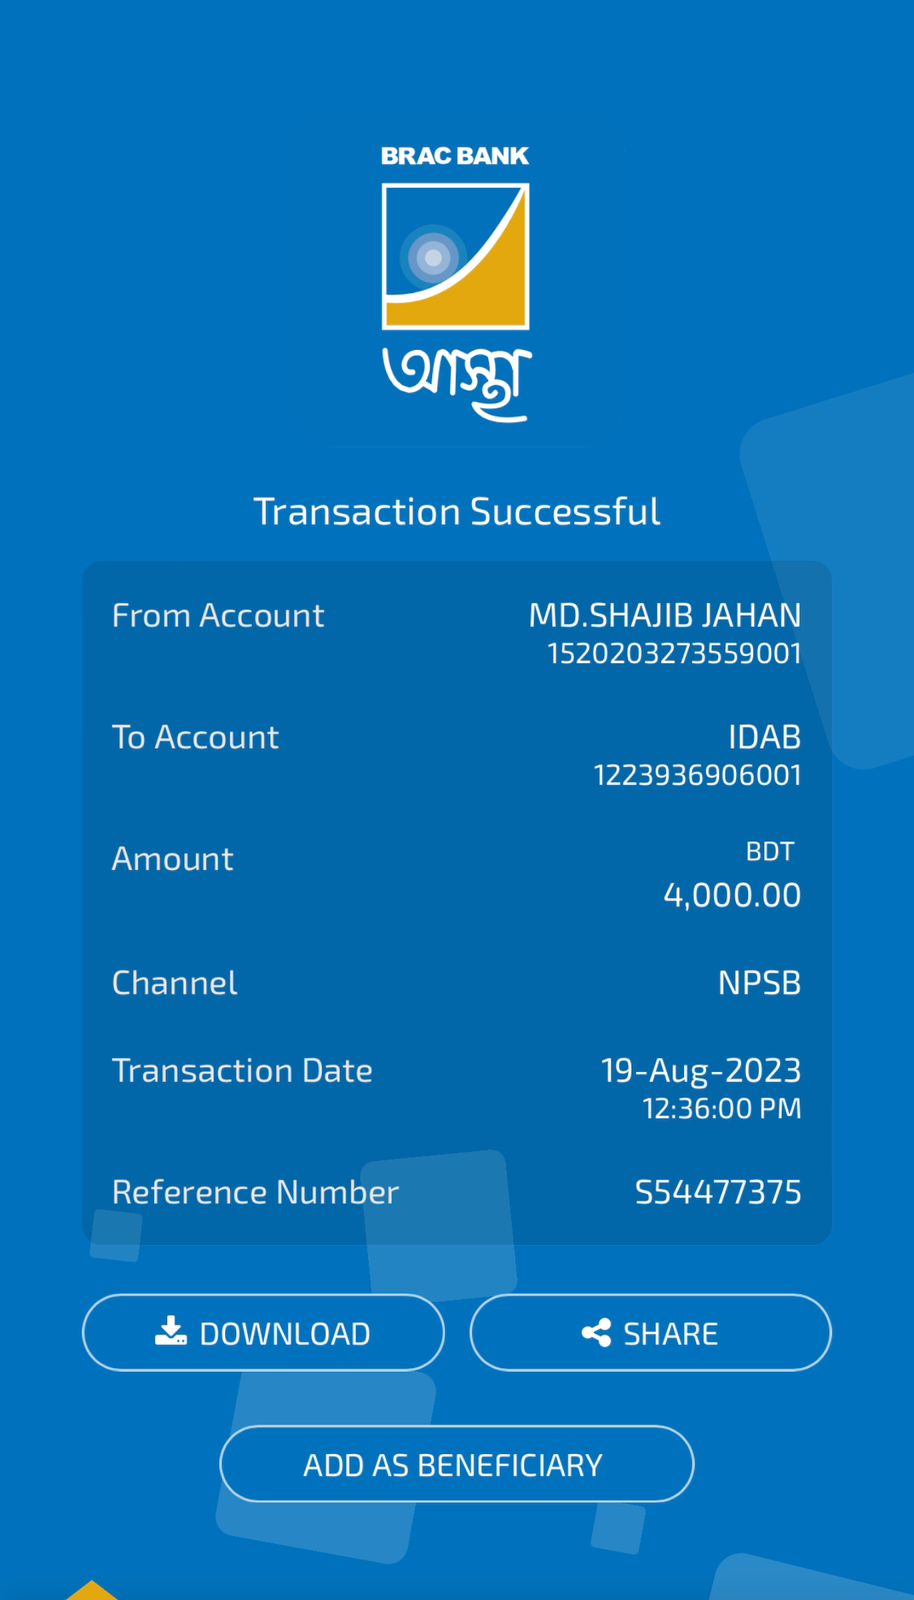 BRAC BANK
আস্থা
Transaction Successful
From Account MD.SHAJIB JAHAN
1520203273559001
To Account IDAB
1223936906001
Amount BDT
4,000.00
Channel NPSB
Transaction Date 19-Aug-2023
12:36:00 PM
Reference Number S54477375
DOWNLOAD SHARE
ADD AS BENEFICIARY